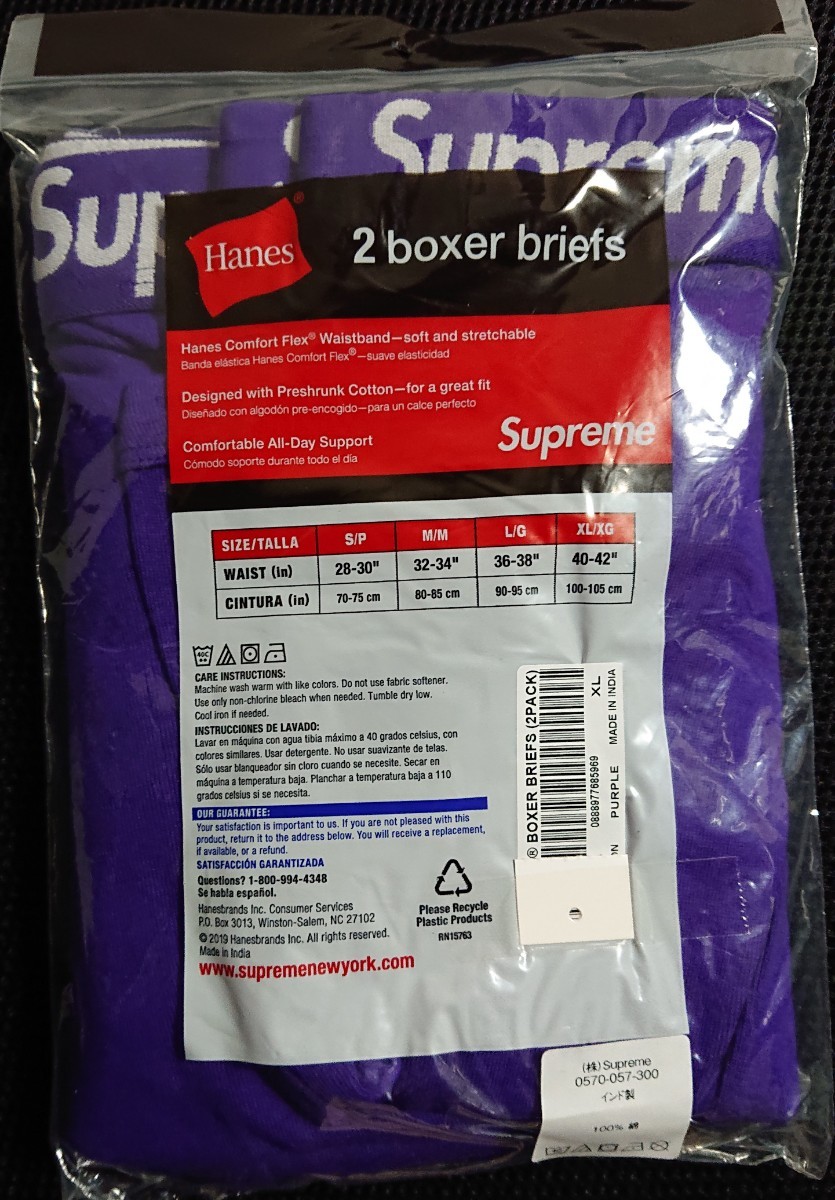 Supreme
Sup
Hanes®
2 boxer briefs
Hanes Comfort Flex® Waistband—soft and stretchable
Banda elástica Hanes Comfort Flex®—suave elasticidad
Designed with Preshrunk Cotton—for a great fit
Diseñado con algodón pre-encogido—para un calce perfecto
Comfortable All-Day Support
Cómodo soporte durante todo el día
Supreme
SIZE/TALLA S/P M/M L/G XL/XG
WAIST (in) 28-30" 32-34" 36-38" 40-42"
CINTURA (in) 70-75 cm 80-85 cm 90-95 cm 100-105 cm
40C
CARE INSTRUCTIONS:
Machine wash warm with like colors. Do not use fabric softener.
Use only non-chlorine bleach when needed. Tumble dry low.
Cool iron if needed.
INSTRUCCIONES DE LAVADO:
Lavar en máquina con agua tibia máximo a 40 grados celsius, con
colores similares. Usar detergente. No usar suavizante de telas.
Sólo usar blanqueador sin cloro cuando se necesite. Secar en
máquina a temperatura baja. Planchar a temperatura baja a 110
grados celsius si se necesita.
OUR GUARANTEE:
Your satisfaction is important to us. If you are not pleased with this
product, return it to the address below. You will receive a replacement,
if available, or a refund.
SATISFACCIÓN GARANTIZADA
Questions? 1-800-994-4348
Se habla español.
Hanesbrands Inc. Consumer Services
P.O. Box 3013, Winston-Salem, NC 27102
©2019 Hanesbrands Inc. All rights reserved.
Made in India
www.supremenewyork.com
Please Recycle
Plastic Products
RN15763
® BOXER BRIEFS (2PACK)
0888977685969
XL
PURPLE MADE IN INDIA
(株)Supreme
0570-057-300
インド製
100% 綿